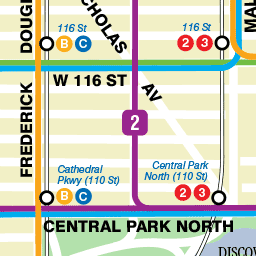 116 St
B C
116 St
2 3
DOUG
CHOLAS
AV
MAL
W 116 ST
2
FREDERICK
Cathedral
Pkwy (110 St)
B C
Central Park
North (110 St)
2 3
CENTRAL PARK NORTH
DISCOV